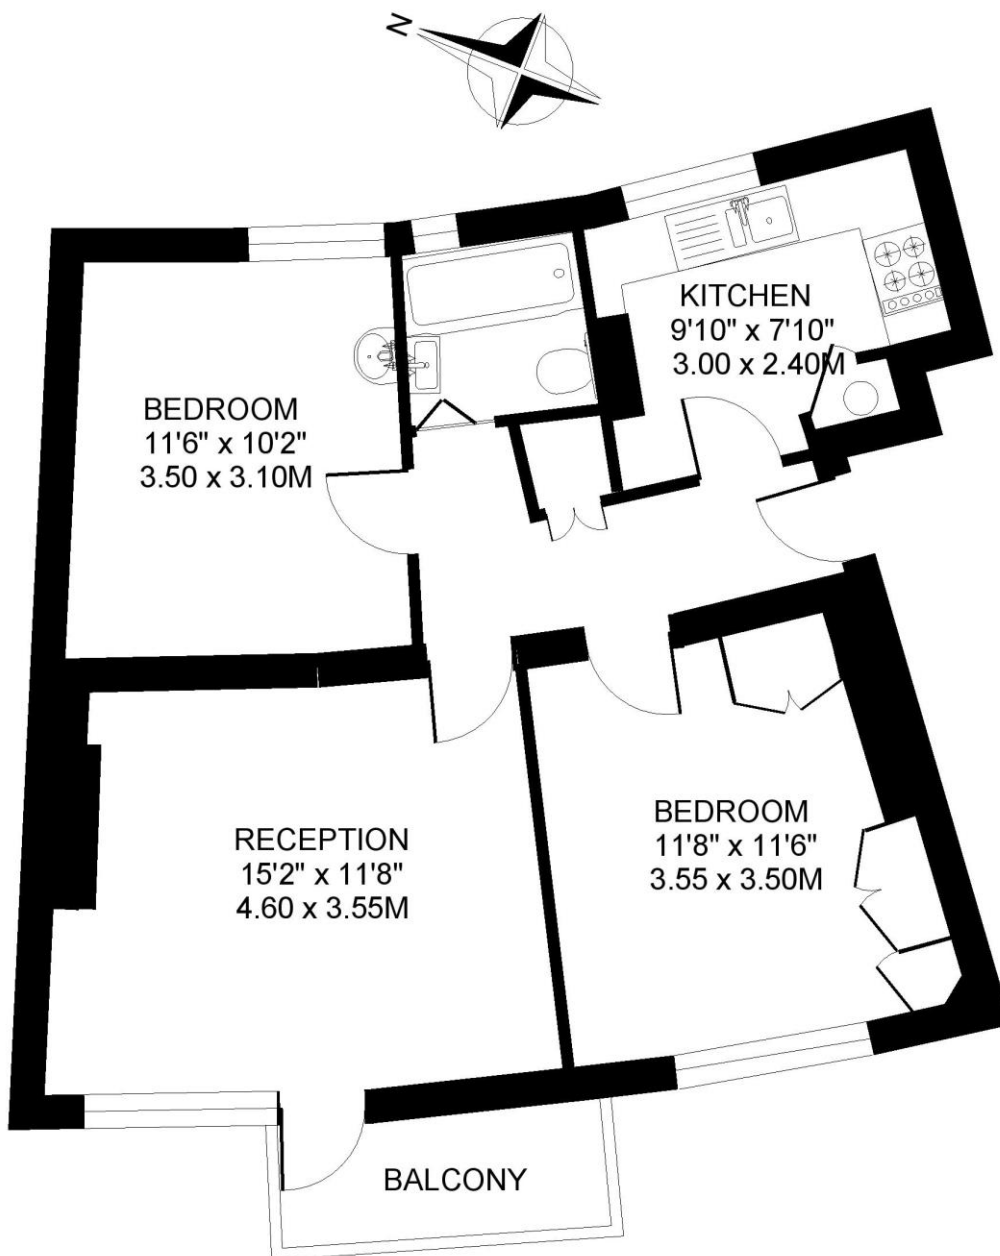 N
KITCHEN
9'10" x 7'10"
3.00 x 2.40M
BEDROOM
11'6" x 10'2"
3.50 x 3.10M
RECEPTION
15'2" x 11'8"
4.60 x 3.55M
BEDROOM
11'8" x 11'6"
3.55 x 3.50M
BALCONY